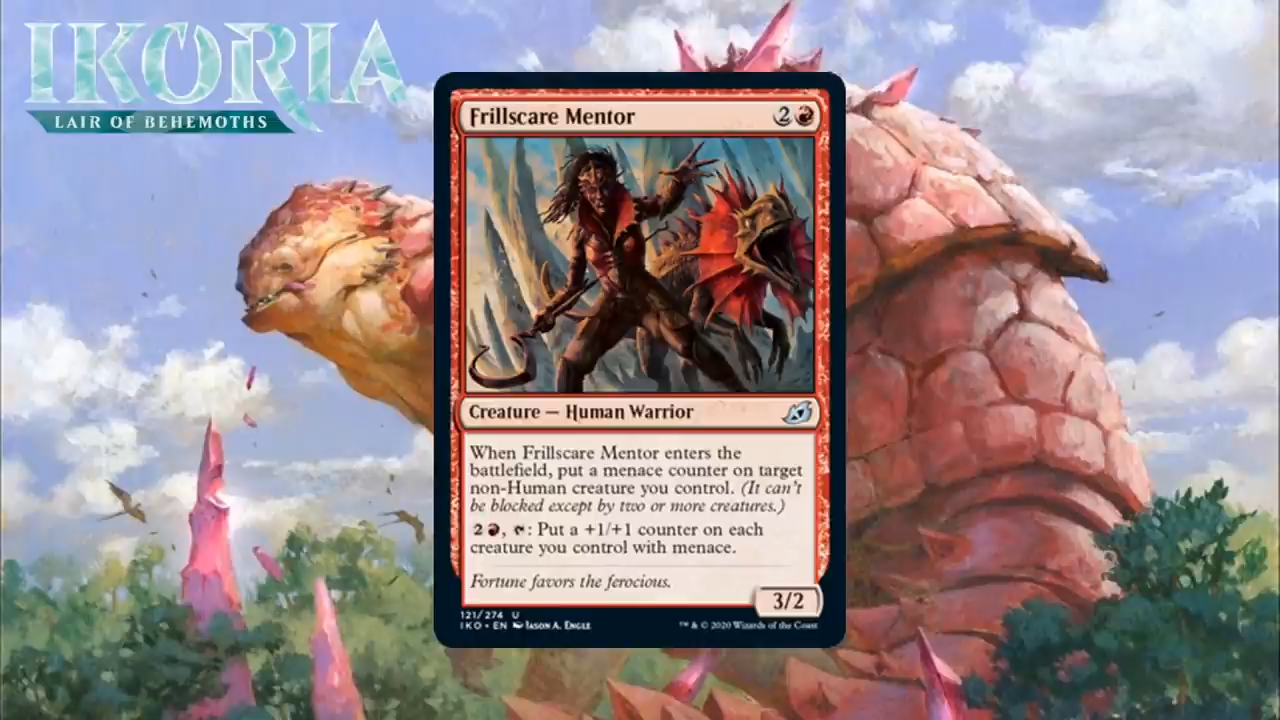 IKORIA
LAIR OF BEHEMOTHS
Frillscare Mentor 2
Creature — Human Warrior
When Frillscare Mentor enters the
battlefield, put a menace counter on target
non-Human creature you control. (It can't
be blocked except by two or more creatures.)
2 , : Put a +1/+1 counter on each
creature you control with menace.
Fortune favors the ferocious.
3/2
121/274 U
IKO • EN Jason A. Engle
™ & © 2020 Wizards of the Coast